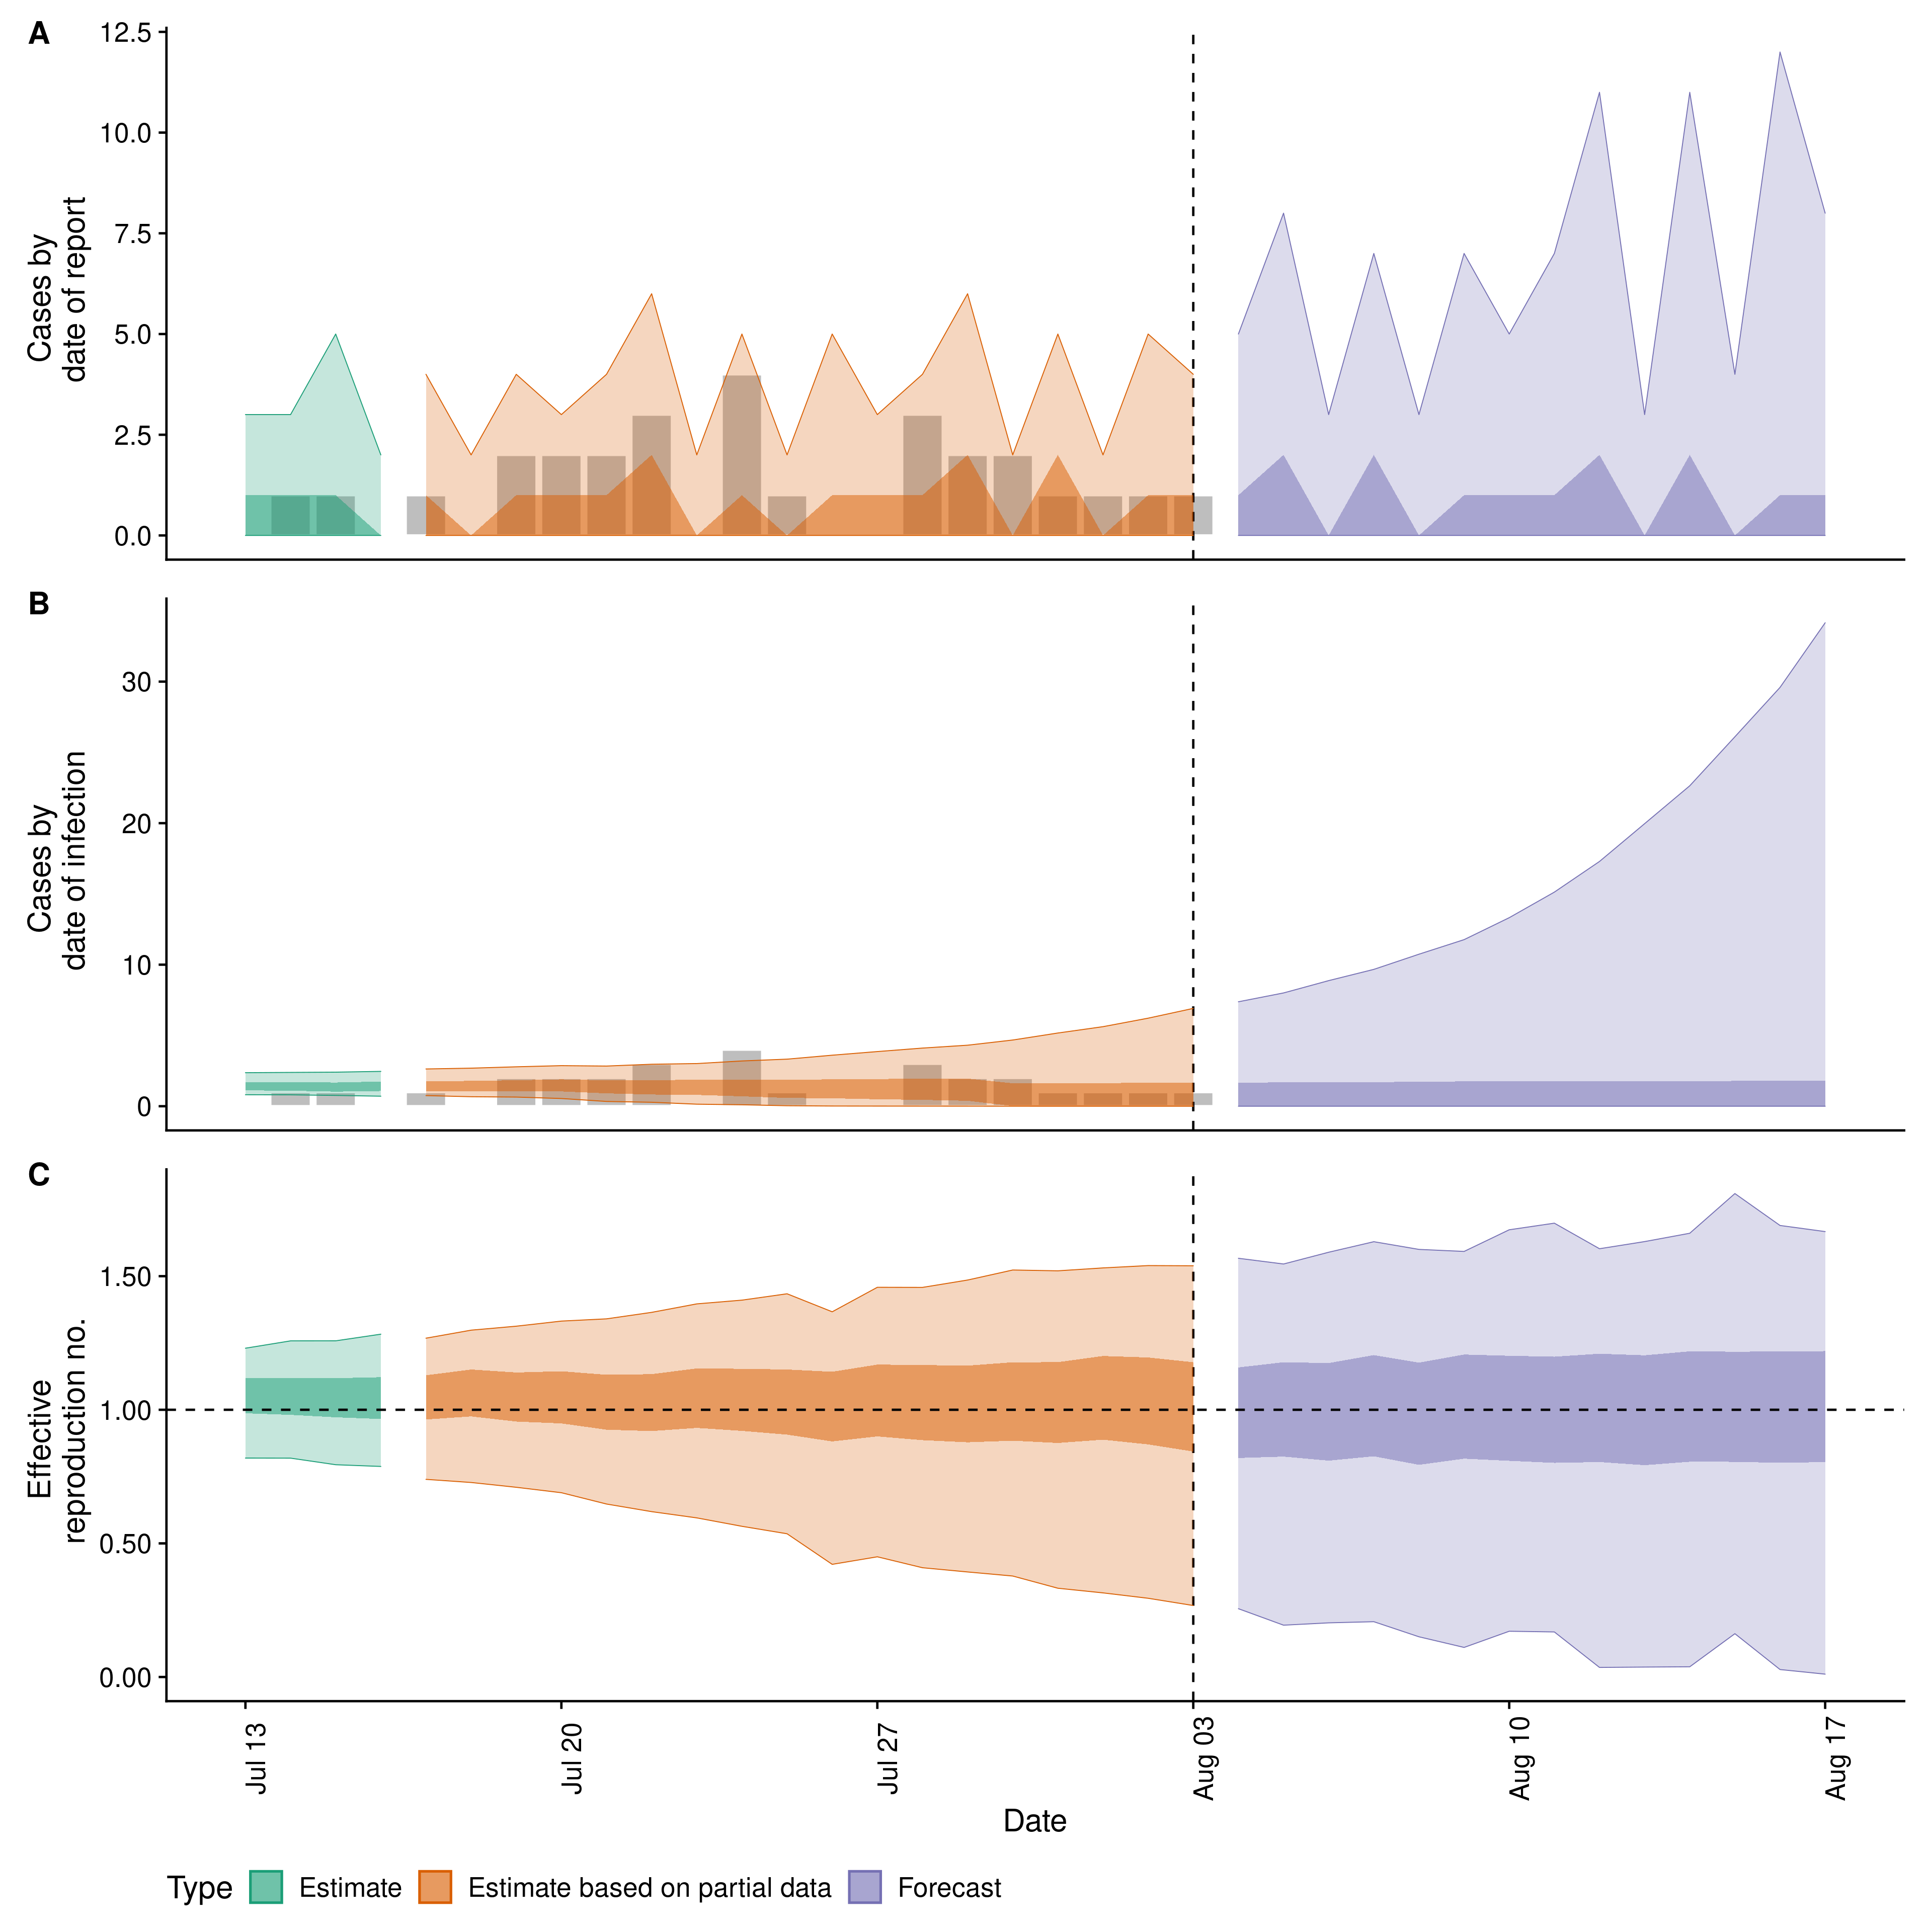 A
12.5
10.0
7.5
5.0
2.5
0.0
Cases by
date of report
B
30
20
10
0
Cases by
date of infection
C
1.50
1.00
0.50
0.00
Effective
reproduction no.
Jul 13
Jul 20
Jul 27
Aug 03
Aug 10
Aug 17
Date
Type Estimate Estimate based on partial data Forecast